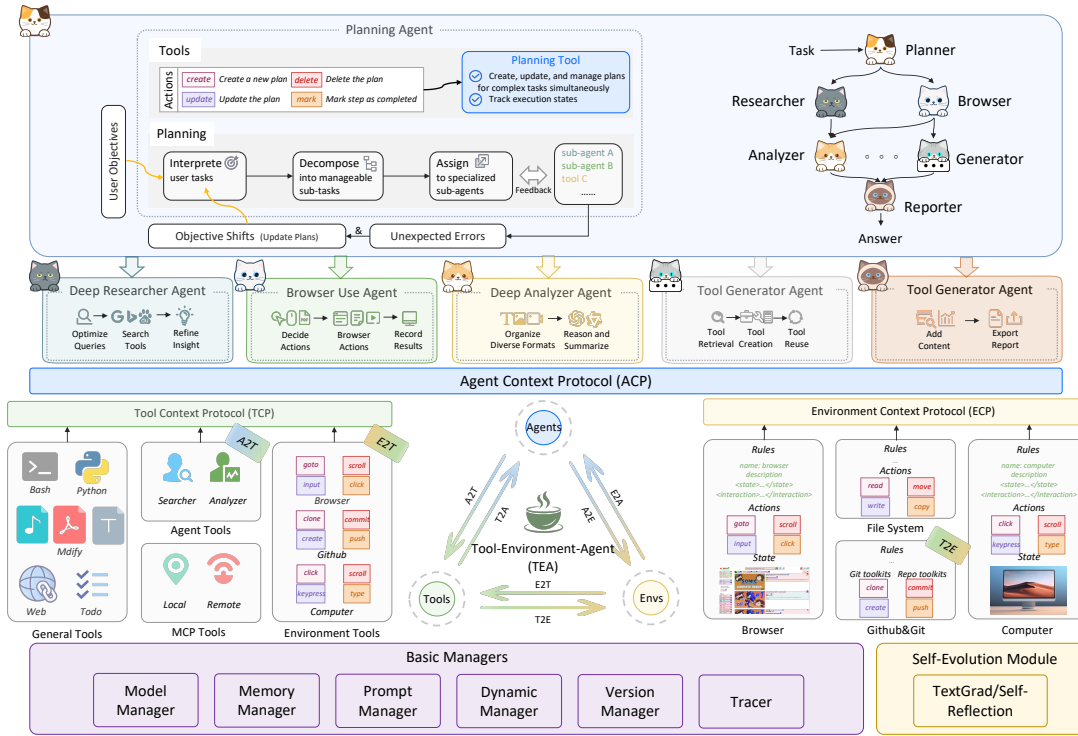 Planning Agent
Tools
Actions
create Create a new plan delete Delete the plan
update Update the plan mark Mark step as completed
Planning Tool
Create, update, and manage plans
for complex tasks simultaneously
Track execution states
User Objectives
Planning
Interprete
user tasks
Decompose
into manageable
sub-tasks
Assign
to specialized
sub-agents
Feedback
sub-agent A
sub-agent B
tool C
......
Objective Shifts (Update Plans)
&
Unexpected Errors
Task
Planner
Researcher
Browser
Analyzer
Generator
Reporter
Answer
Deep Researcher Agent
Optimize
Queries
Search
Tools
Refine
Insight
Browser Use Agent
Decide
Actions
Browser
Actions
Record
Results
Deep Analyzer Agent
Organize
Diverse Formats
Reason and
Summarize
Tool Generator Agent
Tool
Retrieval
Tool
Creation
Tool
Reuse
Tool Generator Agent
Add
Content
Export
Report
Agent Context Protocol (ACP)
Tool Context Protocol (TCP)
Bash
Python
Mdify
Web
Todo
General Tools
A2T
Searcher
Analyzer
Agent Tools
Local
Remote
MCP Tools
E2T
goto scroll
input click
Browser
clone commit
create push
Github
click scroll
keypress type
Computer
Environment Tools
Agents
A2T
T2A
E2A
A2E
Tool-Environment-Agent
(TEA)
E2T
T2E
Tools
Envs
Environment Context Protocol (ECP)
Rules
name: browser
description
<state>...</state>
<interaction>...</interaction>
Actions
goto scroll
input click
State
Browser
Rules
...
Actions
read move
write copy
File System
T2E
Rules
...
Git toolkits Repo toolkits
clone commit
create push
Github&Git
Rules
name: computer
description
<state>...</state>
<interaction>...</interaction>
Actions
click scroll
keypress type
State
Computer
Basic Managers
Model
Manager
Memory
Manager
Prompt
Manager
Dynamic
Manager
Version
Manager
Tracer
Self-Evolution Module
TextGrad/Self-
Reflection